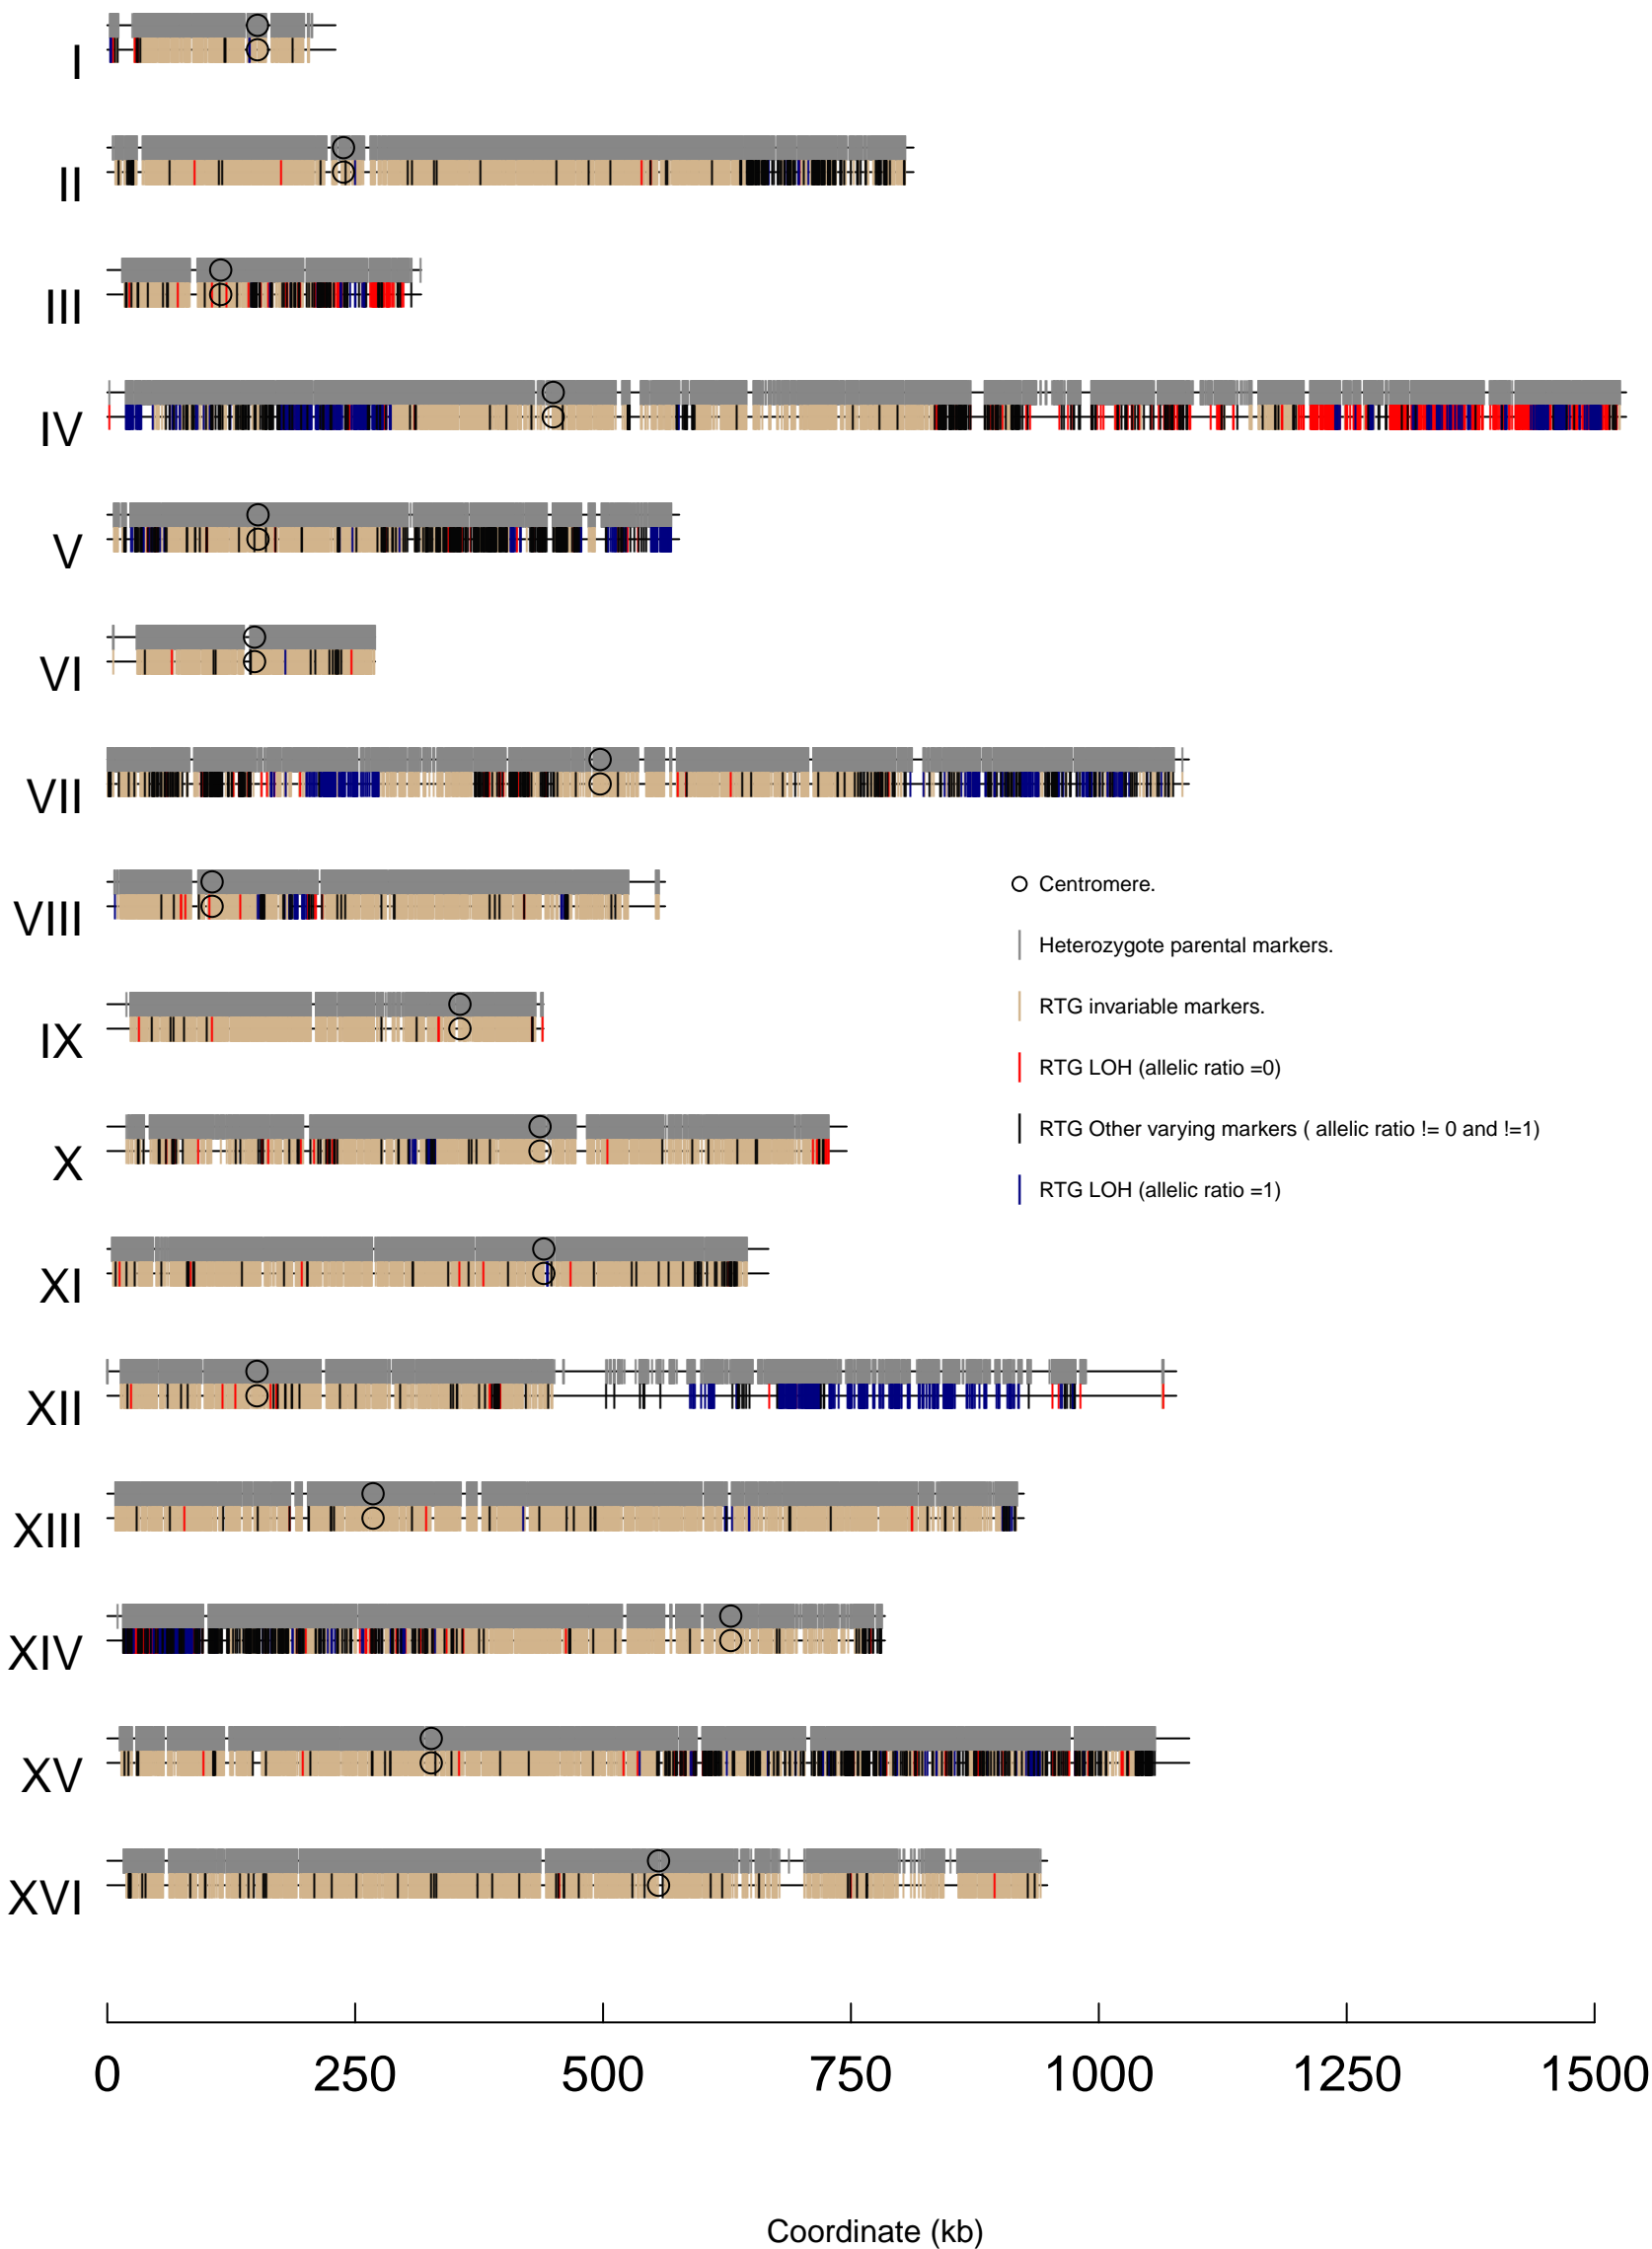 I
II
III
IV
V
VI
VII
VIII
Centromere.
Heterozygote parental markers.
IX
RTG invariable markers.
RTG LOH (allelic ratio =0)
X
RTG Other varying markers ( allelic ratio != 0 and !=1)
RTG LOH (allelic ratio =1)
XI
XII
XIII
XIV
XV
XVI
0 250 500 750 1000 1250 1500
Coordinate (kb)